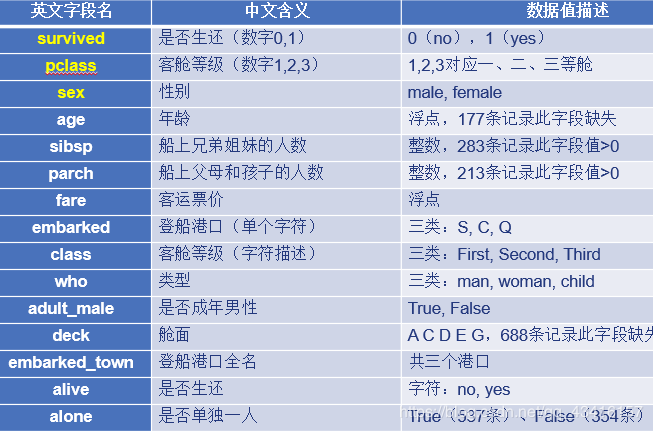 英文字段名 中文含义 数据值描述
survived 是否生还（数字0,1） 0（no），1（yes）
pclass 客舱等级（数字1,2,3） 1,2,3对应一、二、三等舱
sex 性别 male, female
age 年龄 浮点，177条记录此字段缺失
sibsp 船上兄弟姐妹的人数 整数，283条记录此字段值>0
parch 船上父母和孩子的人数 整数，213条记录此字段值>0
fare 客运票价 浮点
embarked 登船港口（单个字符） 三类：S, C, Q
class 客舱等级（字符描述） 三类：First, Second, Third
who 类型 三类：man, woman, child
adult_male 是否成年男性 True, False
deck 舱面 A C D E G，688条记录此字段缺失
embarked_town 登船港口全名 共三个港口
alive 是否生还 字符：no, yes
alone 是否单独一人 True（537条）、False（354条）